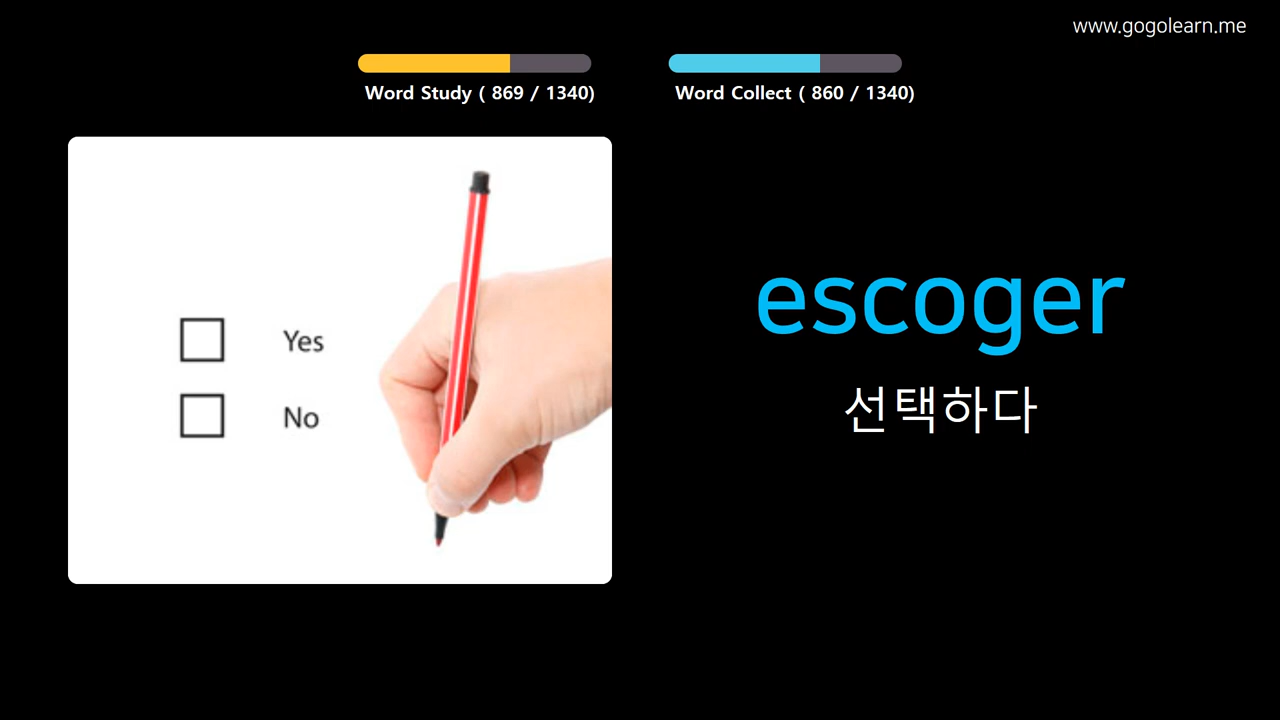 www.gogolearn.me
Word Study ( 869 / 1340)
Word Collect ( 860 / 1340)
Yes
No
escoger
선택하다